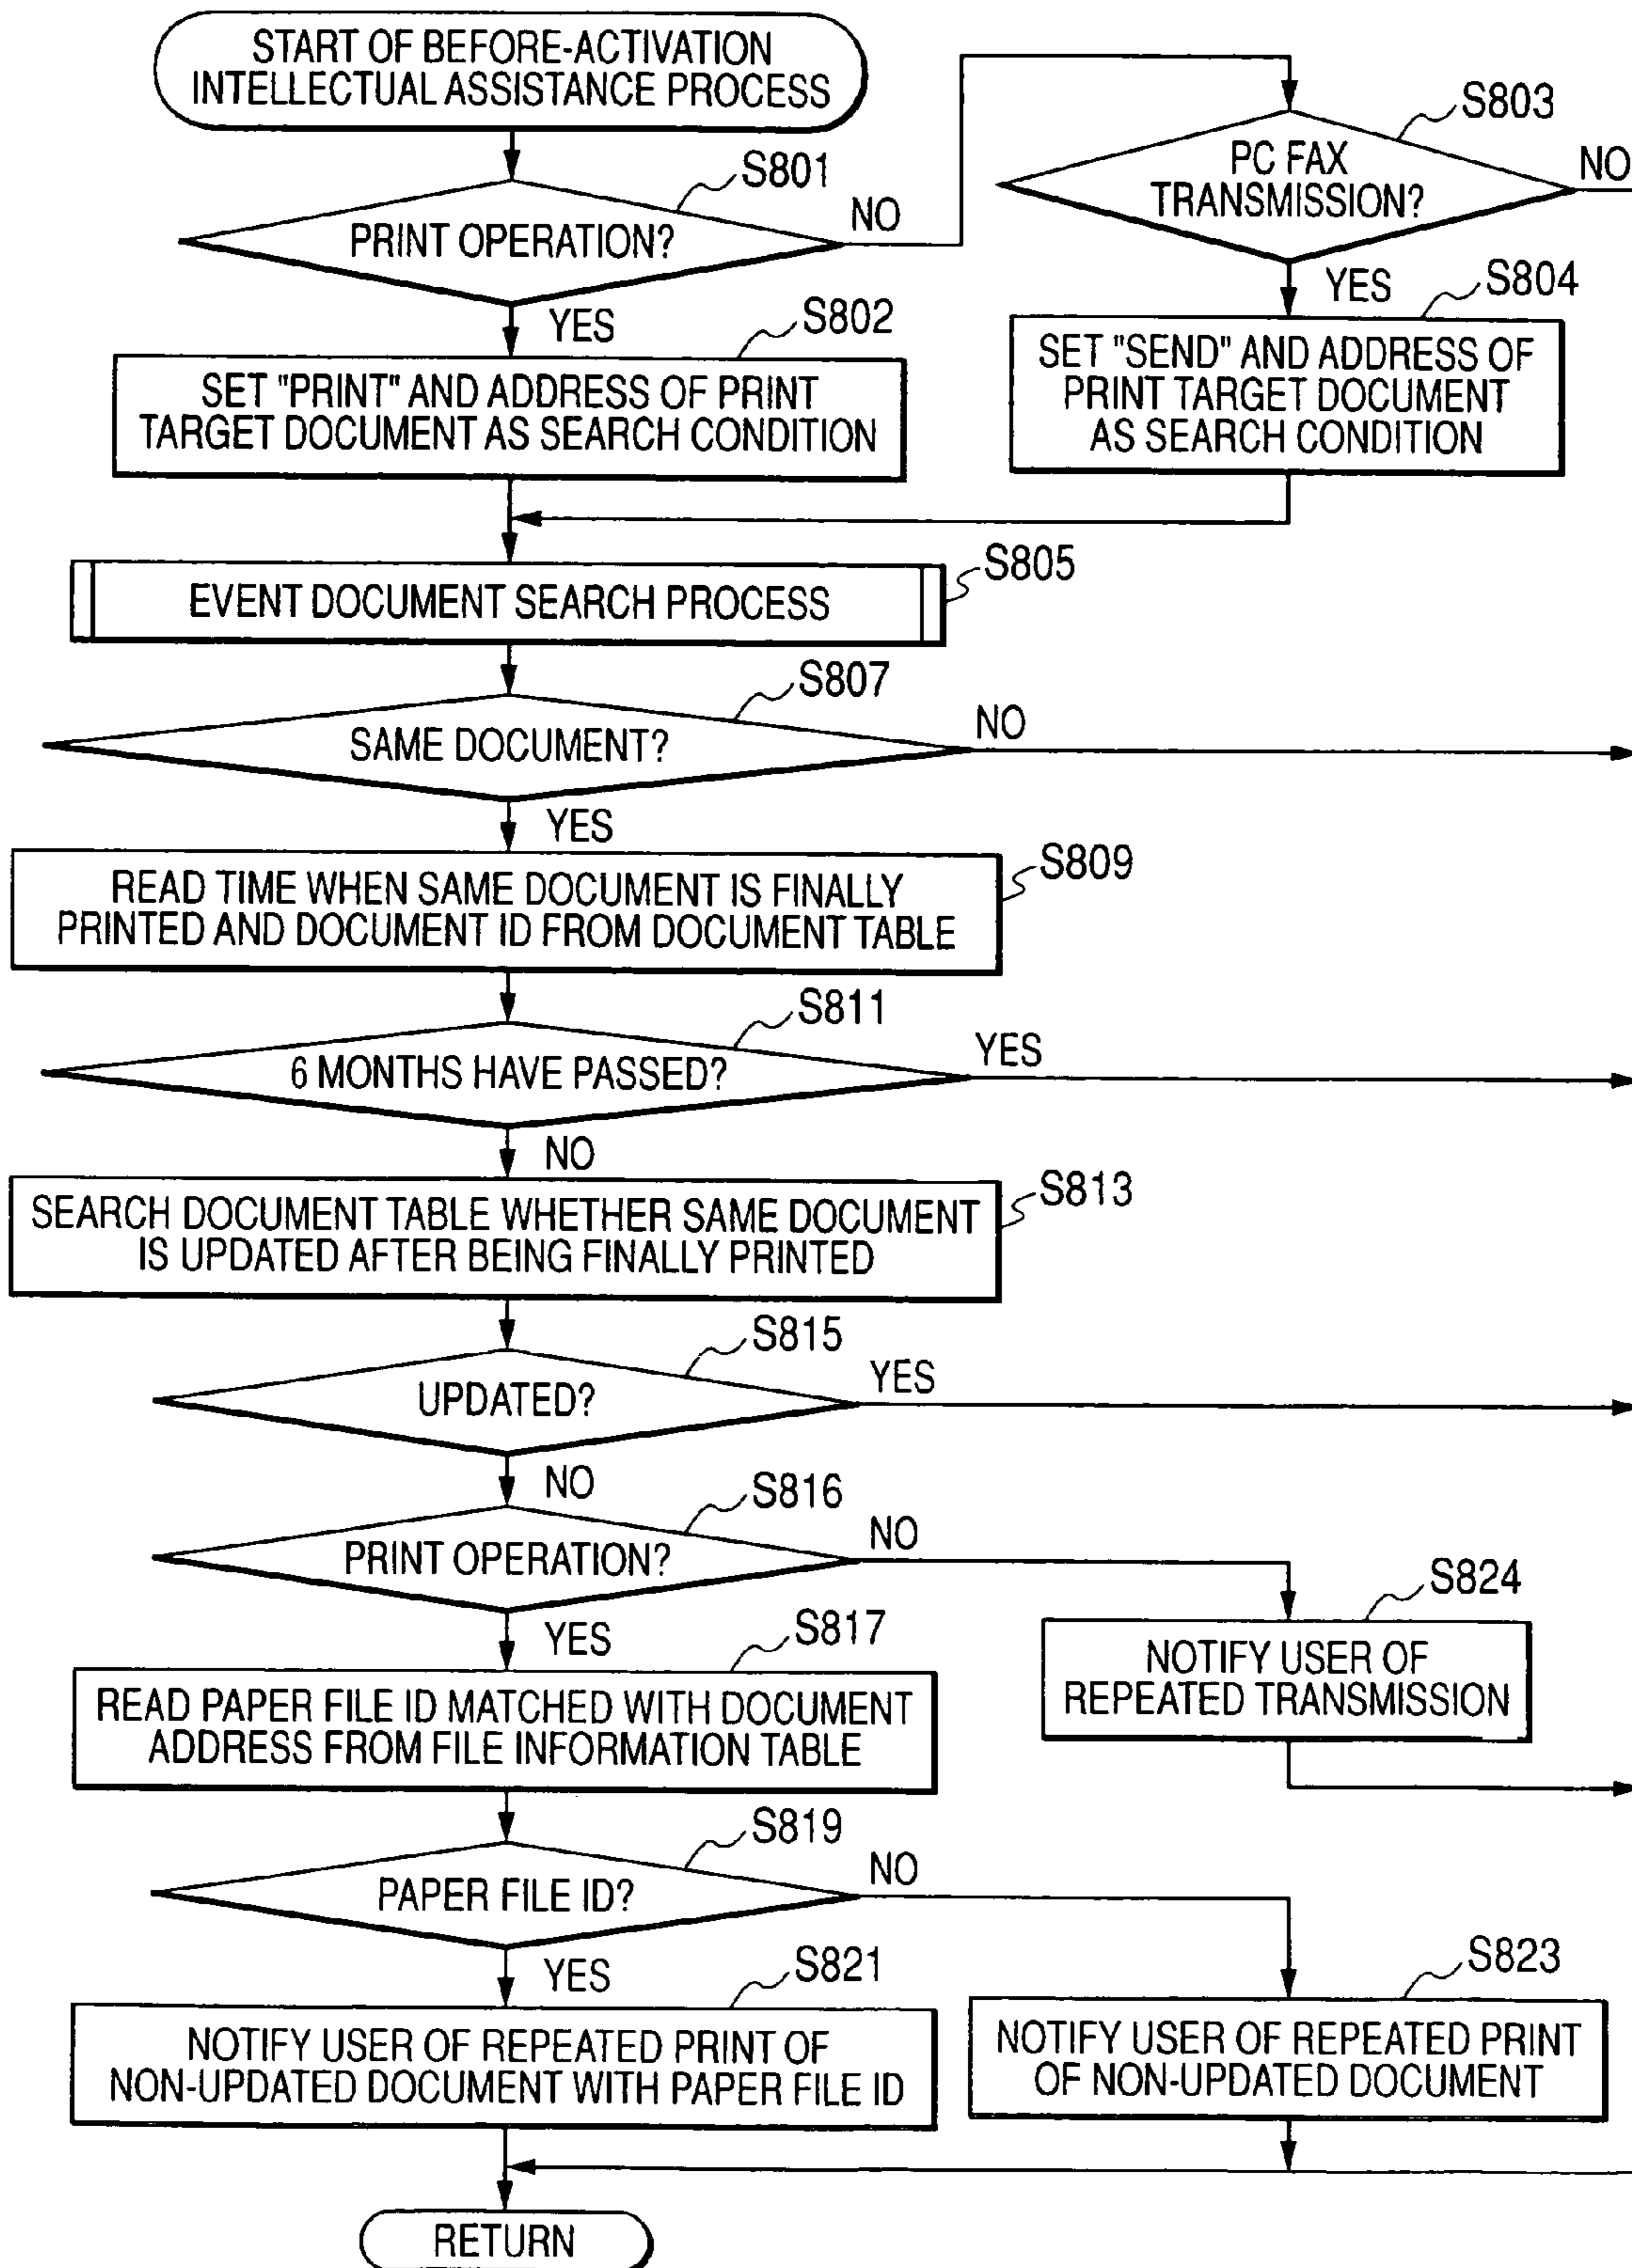 START OF BEFORE-ACTIVATION
INTELLECTUAL ASSISTANCE PROCESS
S801
PRINT OPERATION?
NO
YES
S803
PC FAX
TRANSMISSION?
NO
YES
S802
SET "PRINT" AND ADDRESS OF PRINT
TARGET DOCUMENT AS SEARCH CONDITION
S804
SET "SEND" AND ADDRESS OF
PRINT TARGET DOCUMENT
AS SEARCH CONDITION
S805
EVENT DOCUMENT SEARCH PROCESS
S807
SAME DOCUMENT?
NO
YES
S809
READ TIME WHEN SAME DOCUMENT IS FINALLY
PRINTED AND DOCUMENT ID FROM DOCUMENT TABLE
S811
6 MONTHS HAVE PASSED?
YES
NO
S813
SEARCH DOCUMENT TABLE WHETHER SAME DOCUMENT
IS UPDATED AFTER BEING FINALLY PRINTED
S815
UPDATED?
YES
NO
S816
PRINT OPERATION?
NO
YES
S824
NOTIFY USER OF
REPEATED TRANSMISSION
S817
READ PAPER FILE ID MATCHED WITH DOCUMENT
ADDRESS FROM FILE INFORMATION TABLE
S819
PAPER FILE ID?
NO
YES
S821
NOTIFY USER OF REPEATED PRINT OF
NON-UPDATED DOCUMENT WITH PAPER FILE ID
S823
NOTIFY USER OF REPEATED PRINT
OF NON-UPDATED DOCUMENT
RETURN